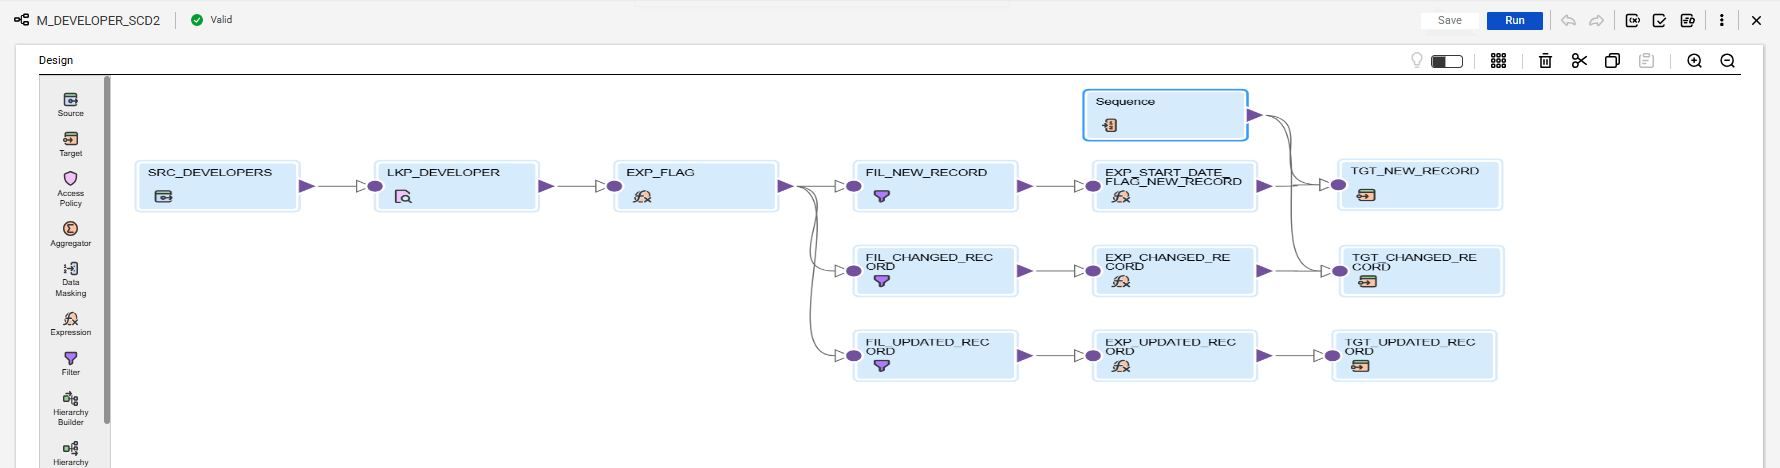 M_DEVELOPER_SCD2
Valid
Save
Run
Design
Source
Target
Access
Policy
Aggregator
Data
Masking
Expression
Filter
Hierarchy
Builder
Hierarchy
Sequence
SRC_DEVELOPERS
LKP_DEVELOPER
EXP_FLAG
FIL_NEW_RECORD
EXP_START_DATE_
FLAG_NEW_RECORD
TGT_NEW_RECORD
FIL_CHANGED_REC
ORD
EXP_CHANGED_RE
CORD
TGT_CHANGED_RE
CORD
FIL_UPDATED_REC
ORD
EXP_UPDATED_REC
ORD
TGT_UPDATED_REC
ORD